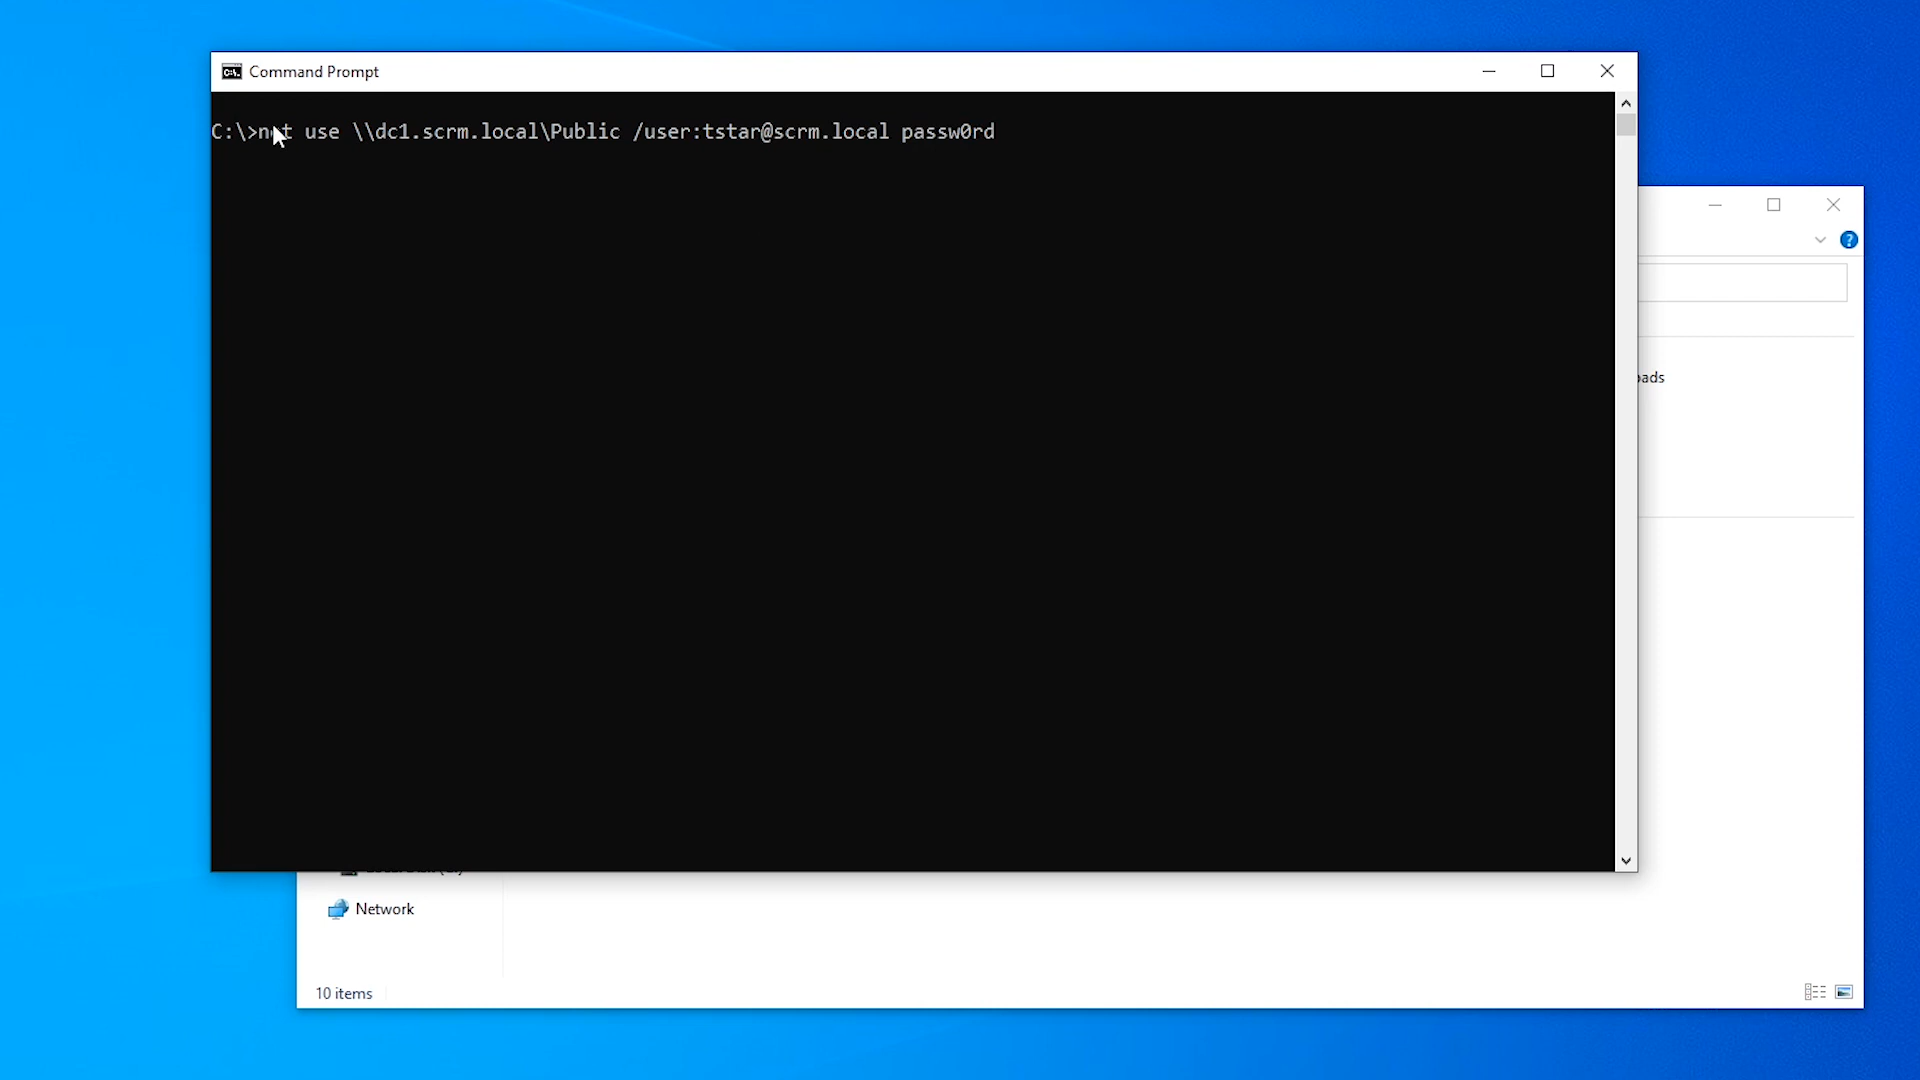 Command Prompt
C:\>net use \\dc1.scrm.local\Public /user:tstar@scrm.local passw0rd
Network
10 items